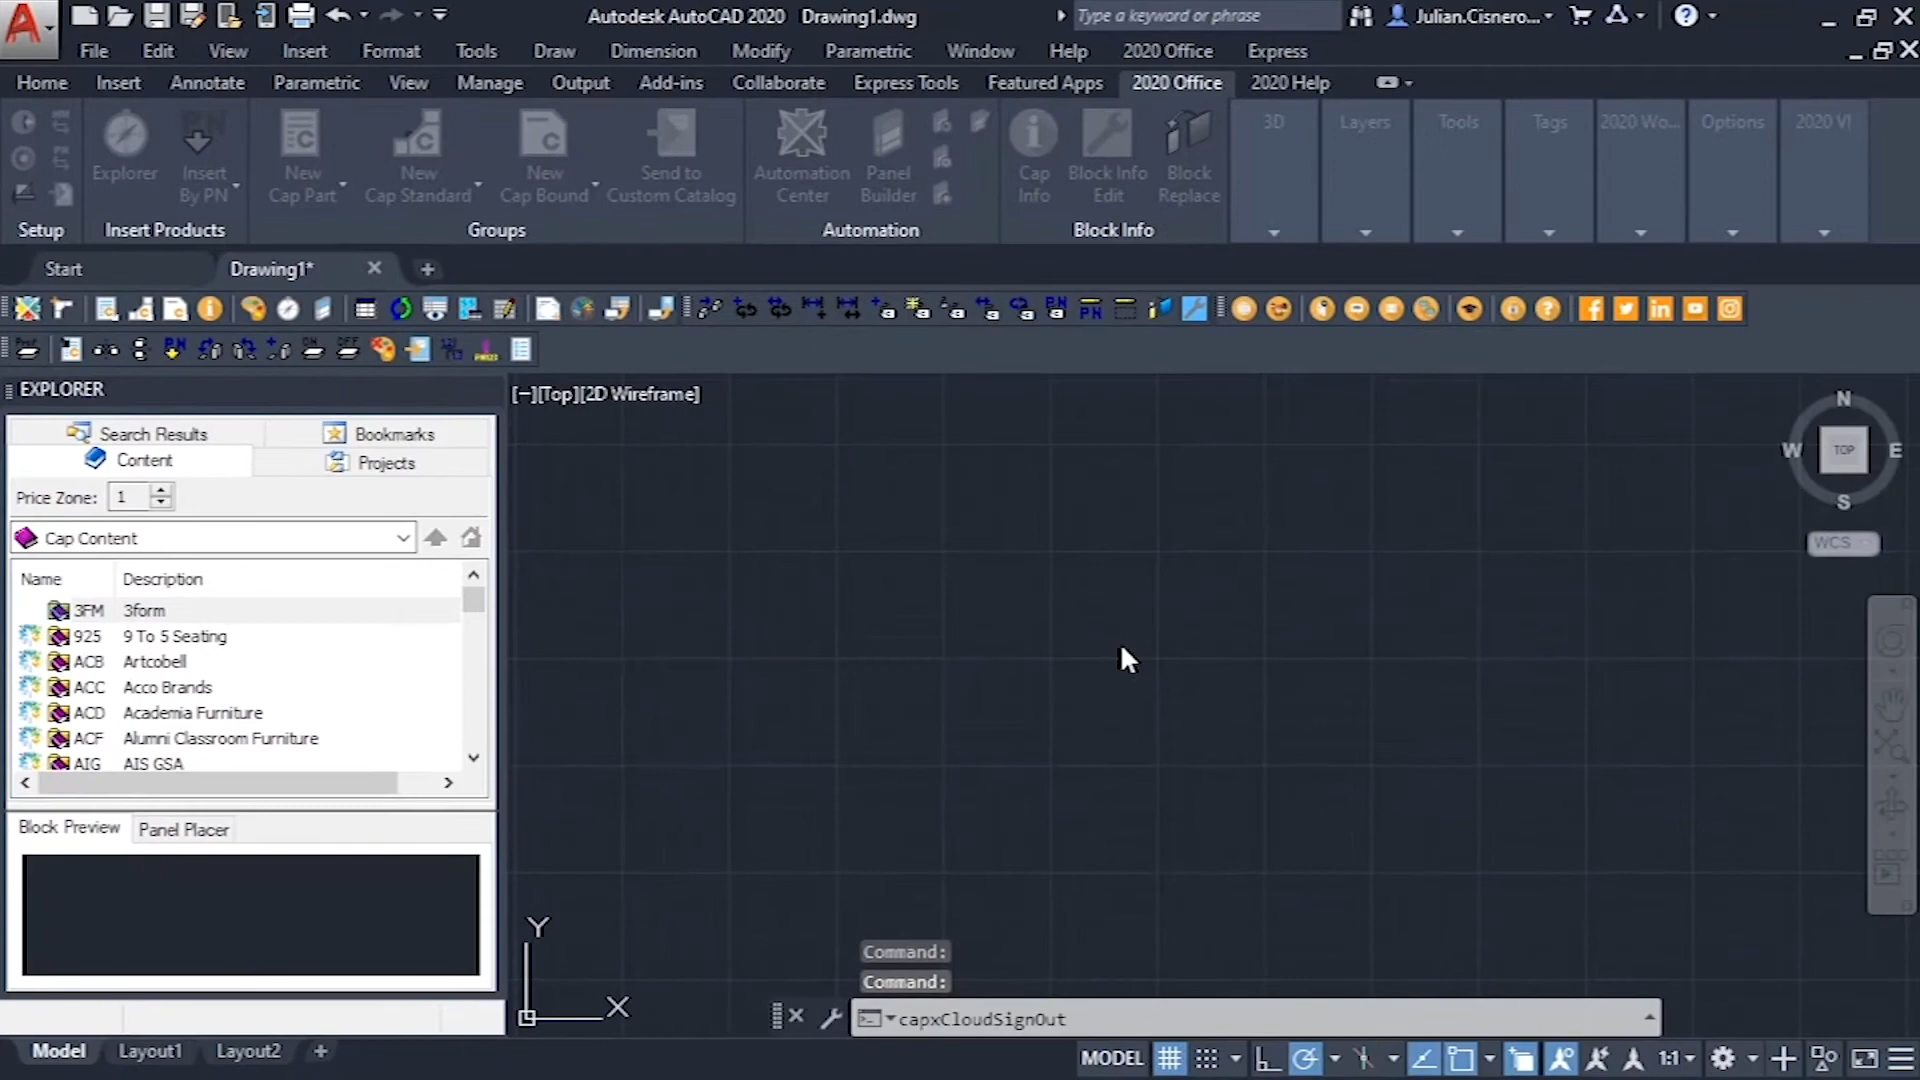 Autodesk AutoCAD 2020 Drawing1.dwg
Type a keyword or phrase
Julian.Cisnero...
File Edit View Insert Format Tools Draw Dimension Modify Parametric Window Help 2020 Office Express
Home Insert Annotate Parametric View Manage Output Add-ins Collaborate Express Tools Featured Apps 2020 Office 2020 Help
Explorer
Insert
By PN
New
Cap Part
New
Cap Standard
New
Cap Bound
Send to
Custom Catalog
Automation
Center
Panel
Builder
Cap
Info
Block Info
Edit
Block
Replace
3D
Layers
Tools
Tags
2020 Wo...
Options
2020 VI
Setup
Insert Products
Groups
Automation
Block Info
Start
Drawing1*
EXPLORER
Search Results
Bookmarks
Content
Projects
Price Zone: 1
Cap Content
Name Description
3FM 3form
925 9 To 5 Seating
ACB Artcobell
ACC Acco Brands
ACD Academia Furniture
ACF Alumni Classroom Furniture
AIG AIS GSA
Block Preview
Panel Placer
[−][Top][2D Wireframe]
N
W
TOP
E
S
WCS
Y
X
Command:
Command:
capxCloudSignOut
Model Layout1 Layout2
MODEL
1:1